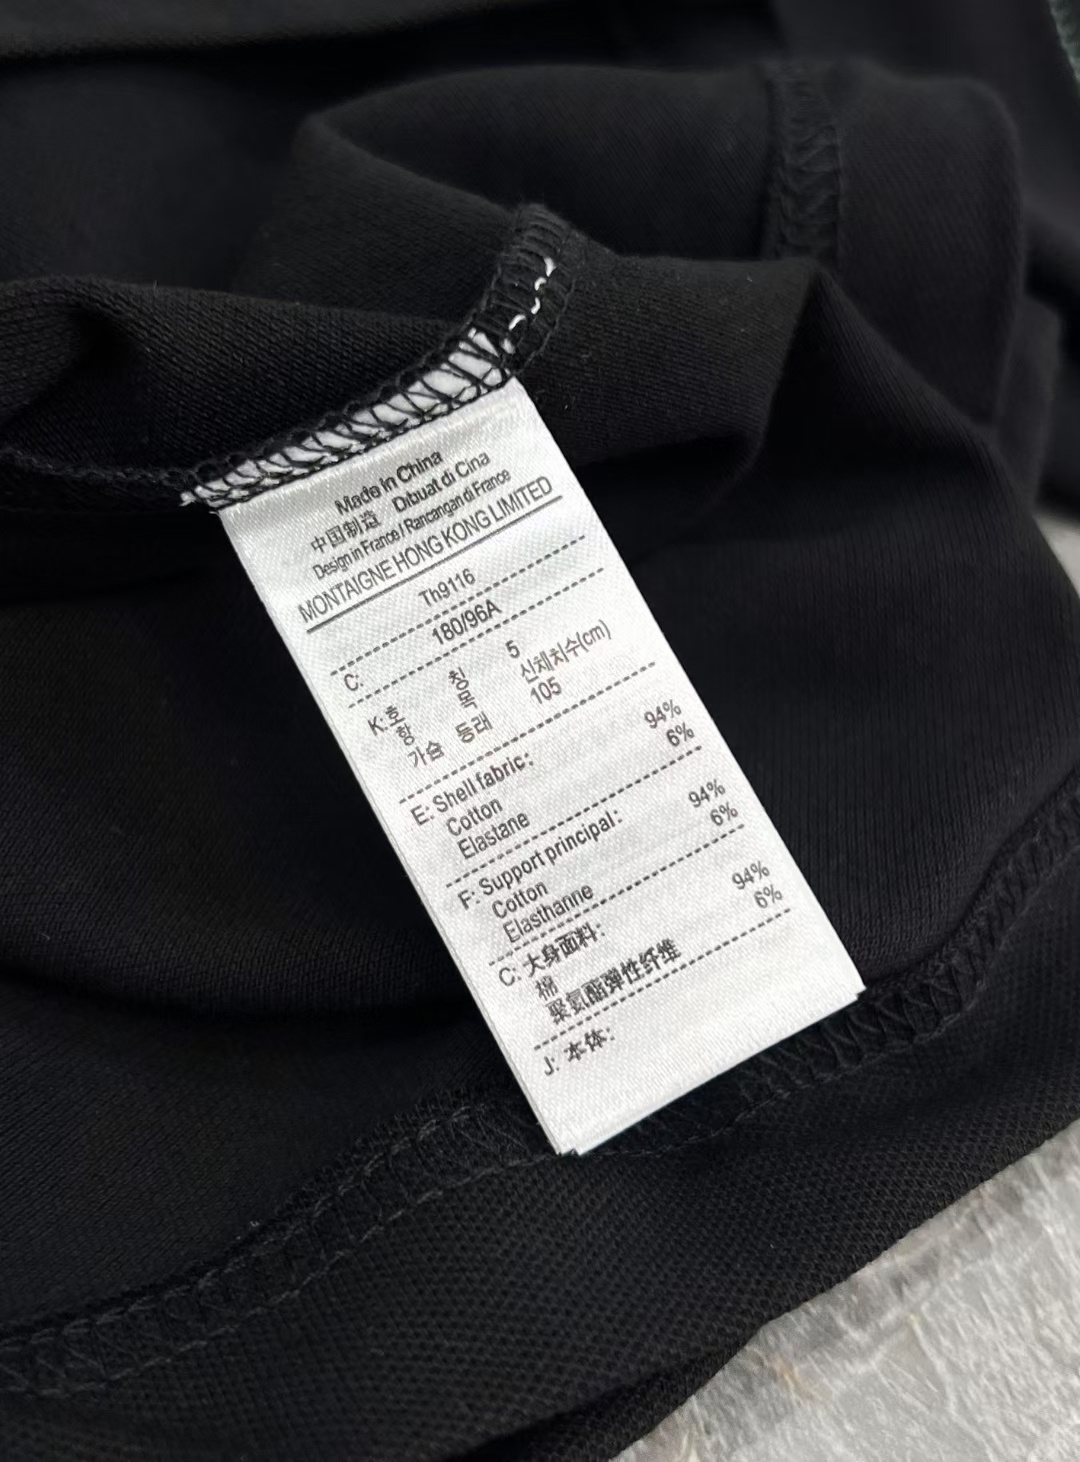 Made in China
中国制造 Dibuat di Cina
Design in France / Rancangan di France
MONTAIGNE HONG KONG LIMITED
Th9116
C: 180/96A
K: 호 칭 5
항 목 신체치수(cm)
가슴 둥래 105
E: Shell fabric:
Cotton 94%
Elastane 6%
F: Support principal:
Cotton 94%
Elasthanne 6%
C: 大身面料:
棉 94%
聚氨酯弹性纤维 6%
J: 本体: